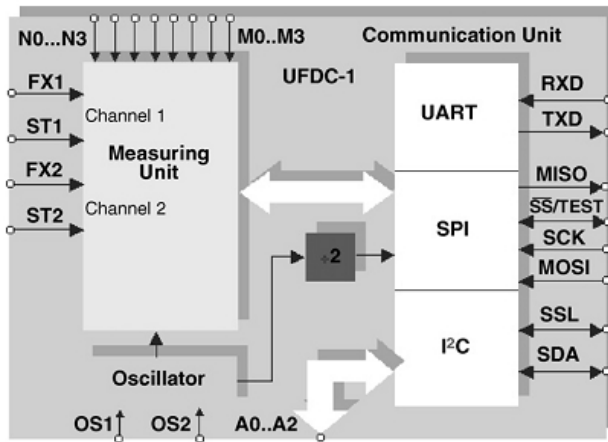 N0...N3
M0..M3
Communication Unit
UFDC-1
FX1
Channel 1
ST1
Measuring
Unit
FX2
Channel 2
ST2
÷2
Oscillator
OS1
OS2
A0..A2
UART
SPI
I²C
RXD
TXD
MISO
S̅S̅/TEST
SCK
MOSI
SSL
SDA